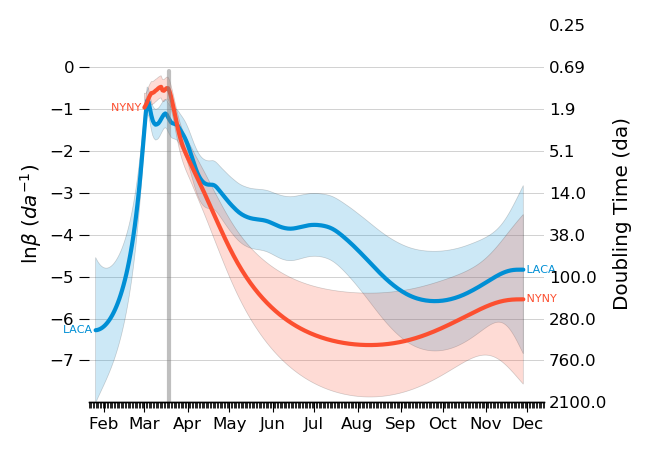 0.25
0 0.69
−1 1.9
−2 5.1
−3 14.0
−4 38.0
−5 100.0
−6 280.0
−7 760.0
2100.0
NYNY
LACA
LACA
NYNY
Feb Mar Apr May Jun Jul Aug Sep Oct Nov Dec
lnβ (da⁻¹)
Doubling Time (da)